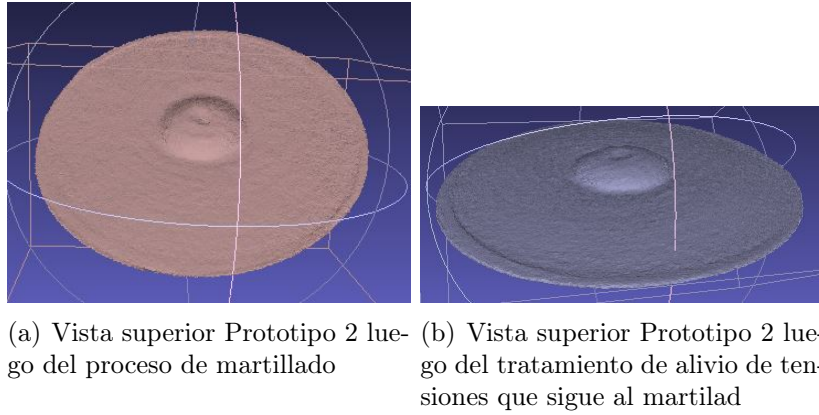 (a) Vista superior Prototipo 2 lue-
go del proceso de martillado
(b) Vista superior Prototipo 2 lue-
go del tratamiento de alivio de ten-
siones que sigue al martilad